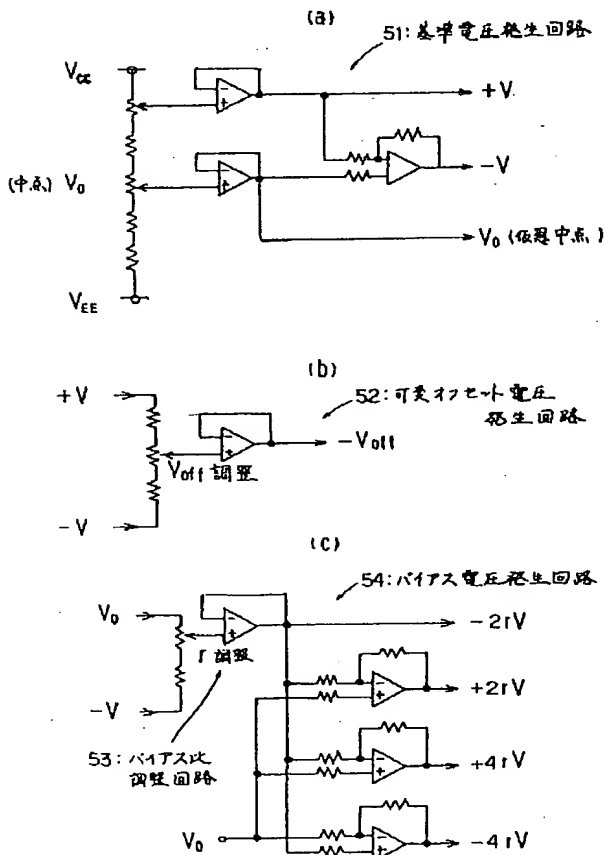 (a)
51:基準電圧発生回路
VCC
+V
(中点) V0
-V
V0 (仮想中点)
VEE
(b)
+V
52:可変オフセット電圧
発生回路
-Voff
Voff 調整
-V
(c)
54:バイアス電圧発生回路
V0
-2rV
r調整
-V
+2rV
53:バイアス比
調整回路
+4rV
V0
-4rV